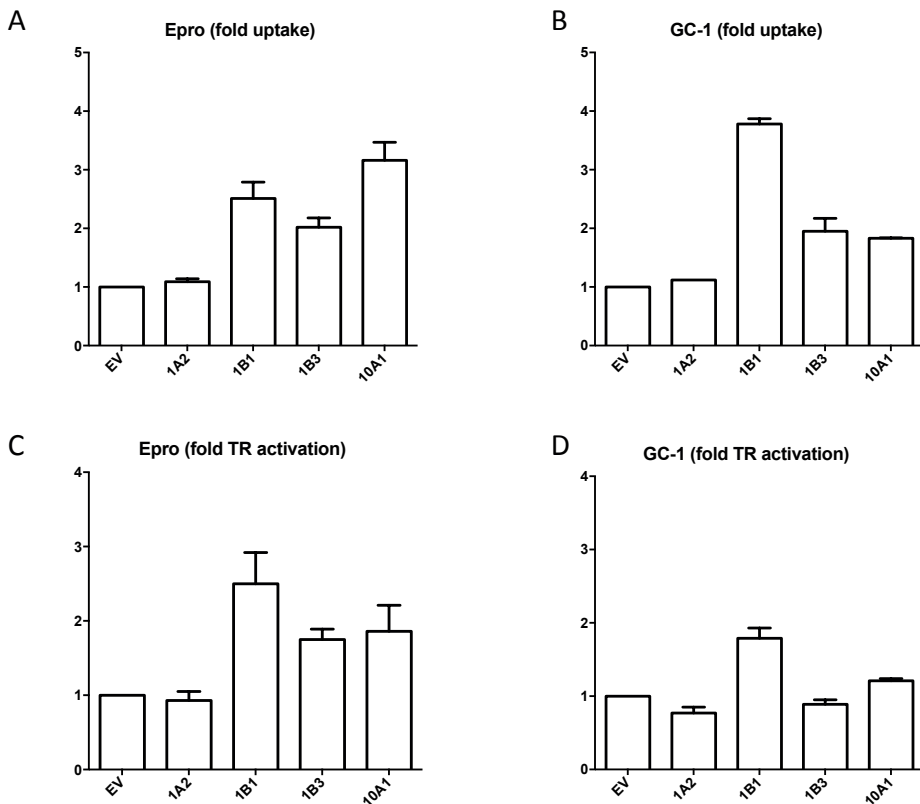 A
Epro (fold uptake)
5
4
3
2
1
0
EV
1A2
1B1
1B3
10A1
B
GC-1 (fold uptake)
5
4
3
2
1
0
EV
1A2
1B1
1B3
10A1
C
Epro (fold TR activation)
4
3
2
1
0
EV
1A2
1B1
1B3
10A1
D
GC-1 (fold TR activation)
4
3
2
1
0
EV
1A2
1B1
1B3
10A1